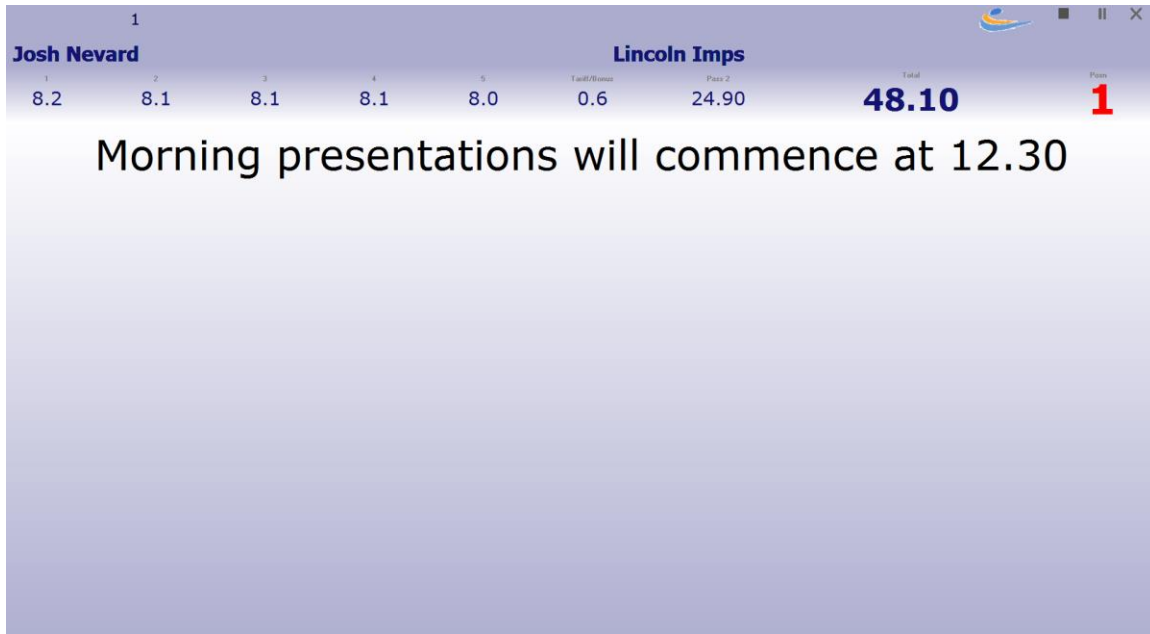 1
Josh Nevard Lincoln Imps
1 2 3 4 5 Tariff/Bonus Pass 2 Total Posn
8.2 8.1 8.1 8.1 8.0 0.6 24.90 48.10 1
Morning presentations will commence at 12.30